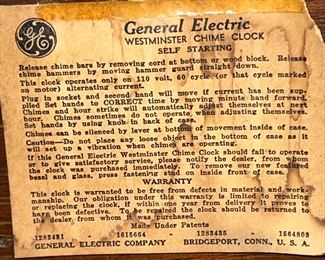 GE
General Electric
WESTMINSTER CHIME CLOCK
SELF STARTING
Release chime bars by removing cord at bottom or wood block. Release
chime hammers by moving hammer guard straight down.
This clock operates only on 110 volt, 60 cycle (or that cycle marked
on motor) alternating current.
Plug in socket and second hand will move if current has been sup-
plied Set hands to CORRECT time by moving minute hand forward.
Chimes and hour strike will automatically adjust themselves at next
hour. Chimes sometimes do not operate while adjusting themselves.
Set hands by using knob in back of case.
Chimes can be silenced by lever at bottom of movement inside of case.
Caution—Do not place any loose object in the bottom of case as it
will set up a vibration when chimes are operating.
If this General Electric Westminster Chime Clock should fail to operate
or to give satisfactory service, please notify the dealer, from whom
the clock was purchased immediately. To remove our new featured
bezel and glass, press fastening stud on inside front of case.
WARRANTY
This clock is warranted to be free from defects in material and work-
manship. Our obligation under this warranty is limited to repairing
or replacing the clock, if within one year from delivery it proves to
have been defective. To be repaired the clock should be returned to
the dealer from whom it was purchased.
Made Under Patents
1283431 1615664 1283435 1564803
GENERAL ELECTRIC COMPANY BRIDGEPORT, CONN., U. S. A.